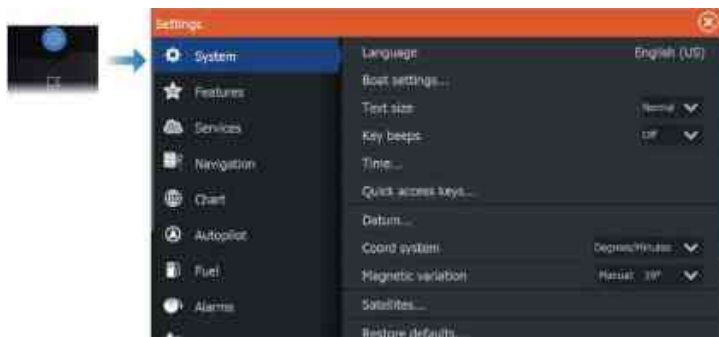 Settings
System
Features
Services
Navigation
Chart
Autopilot
Fuel
Alarms
Language English (US)
Boat settings...
Text size Normal
Key beeps Off
Time...
Quick access keys...
Datum...
Coord system Degrees/Minutes
Magnetic variation Manual:
Satellites...
Restore defaults...